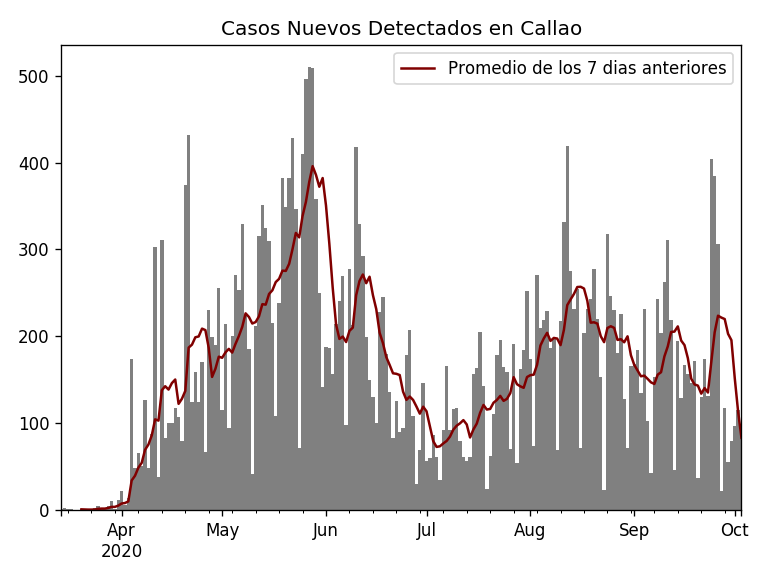 Casos Nuevos Detectados en Callao
Promedio de los 7 dias anteriores
500
400
300
200
100
0
Apr May Jun Jul Aug Sep Oct
2020